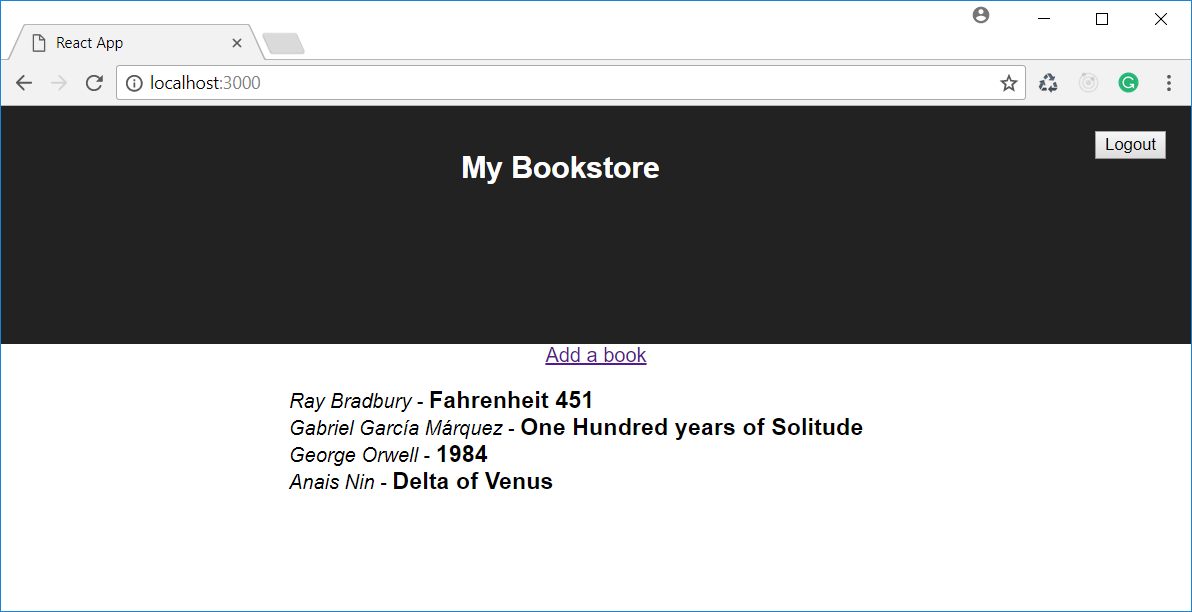 React App
localhost:3000
Logout
My Bookstore
Add a book
Ray Bradbury - Fahrenheit 451
Gabriel García Márquez - One Hundred years of Solitude
George Orwell - 1984
Anais Nin - Delta of Venus